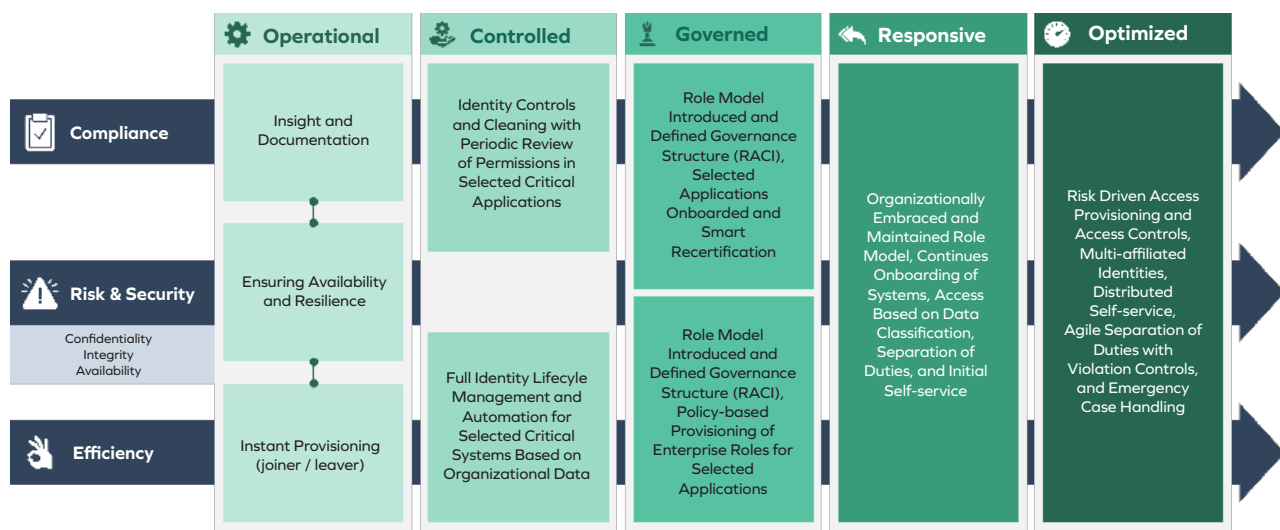 Operational
Controlled
Governed
Responsive
Optimized
Compliance
Insight and
Documentation
Identity Controls
and Cleaning with
Periodic Review
of Permissions in
Selected Critical
Applications
Role Model
Introduced and
Defined Governance
Structure (RACI),
Selected
Applications
Onboarded and
Smart
Recertification
Organizationally
Embraced and
Maintained Role
Model, Continues
Onboarding of
Systems, Access
Based on Data
Classification,
Separation of
Duties, and Initial
Self-service
Risk Driven Access
Provisioning and
Access Controls,
Multi-affiliated
Identities,
Distributed
Self-service,
Agile Separation of
Duties with
Violation Controls,
and Emergency
Case Handling
Risk & Security
Confidentiality
Integrity
Availability
Ensuring Availability
and Resilience
Efficiency
Instant Provisioning
(joiner / leaver)
Full Identity Lifecyle
Management and
Automation for
Selected Critical
Systems Based on
Organizational Data
Role Model
Introduced and
Defined Governance
Structure (RACI),
Policy-based
Provisioning of
Enterprise Roles for
Selected
Applications